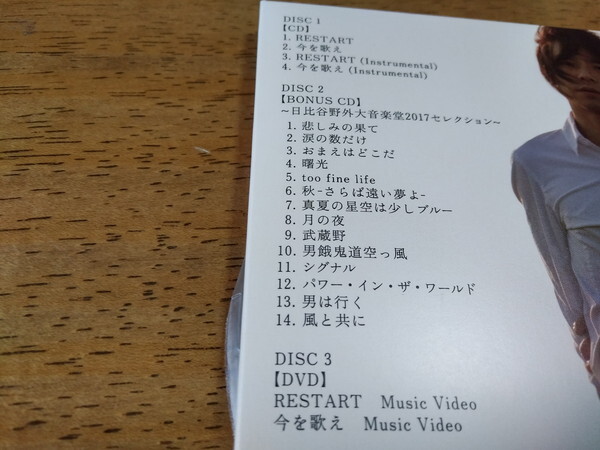 DISC 1
【CD】
1. RESTART
2. 今を歌え
3. RESTART (Instrumental)
4. 今を歌え (Instrumental)
DISC 2
【BONUS CD】
～日比谷野外大音楽堂2017セレクション～
1. 悲しみの果て
2. 涙の数だけ
3. おまえはどこだ
4. 曙光
5. too fine life
6. 秋-さらば遠い夢よ-
7. 真夏の星空は少しブルー
8. 月の夜
9. 武蔵野
10. 男餓鬼道空っ風
11. シグナル
12. パワー・イン・ザ・ワールド
13. 男は行く
14. 風と共に
DISC 3
【DVD】
RESTART Music Video
今を歌え Music Video